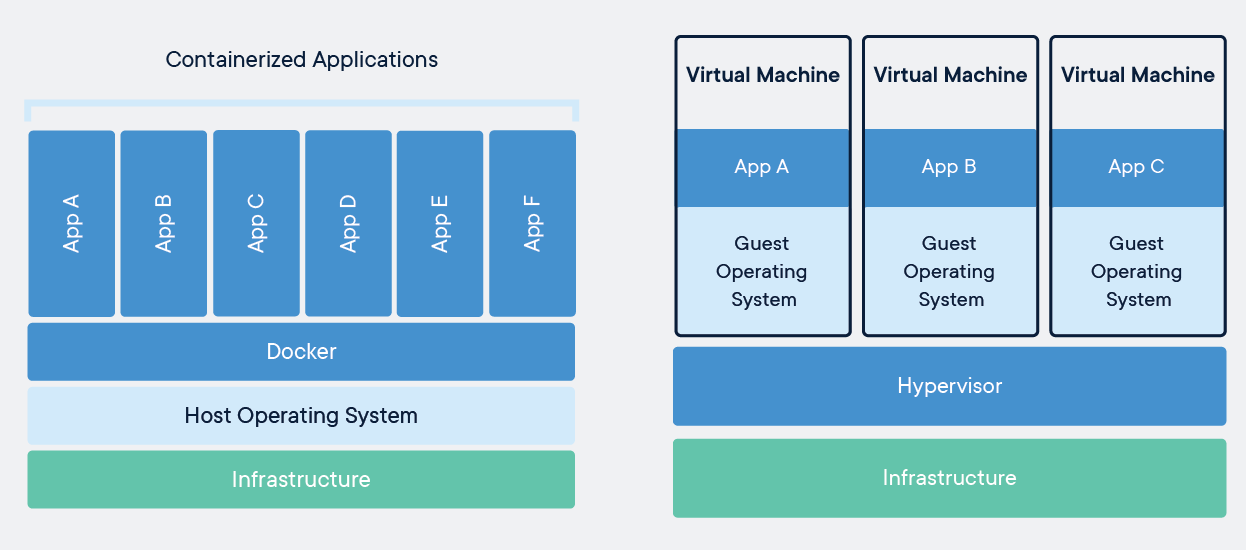 Containerized Applications
App A
App B
App C
App D
App E
App F
Docker
Host Operating System
Infrastructure
Virtual Machine
App A
Guest
Operating
System
Virtual Machine
App B
Guest
Operating
System
Virtual Machine
App C
Guest
Operating
System
Hypervisor
Infrastructure